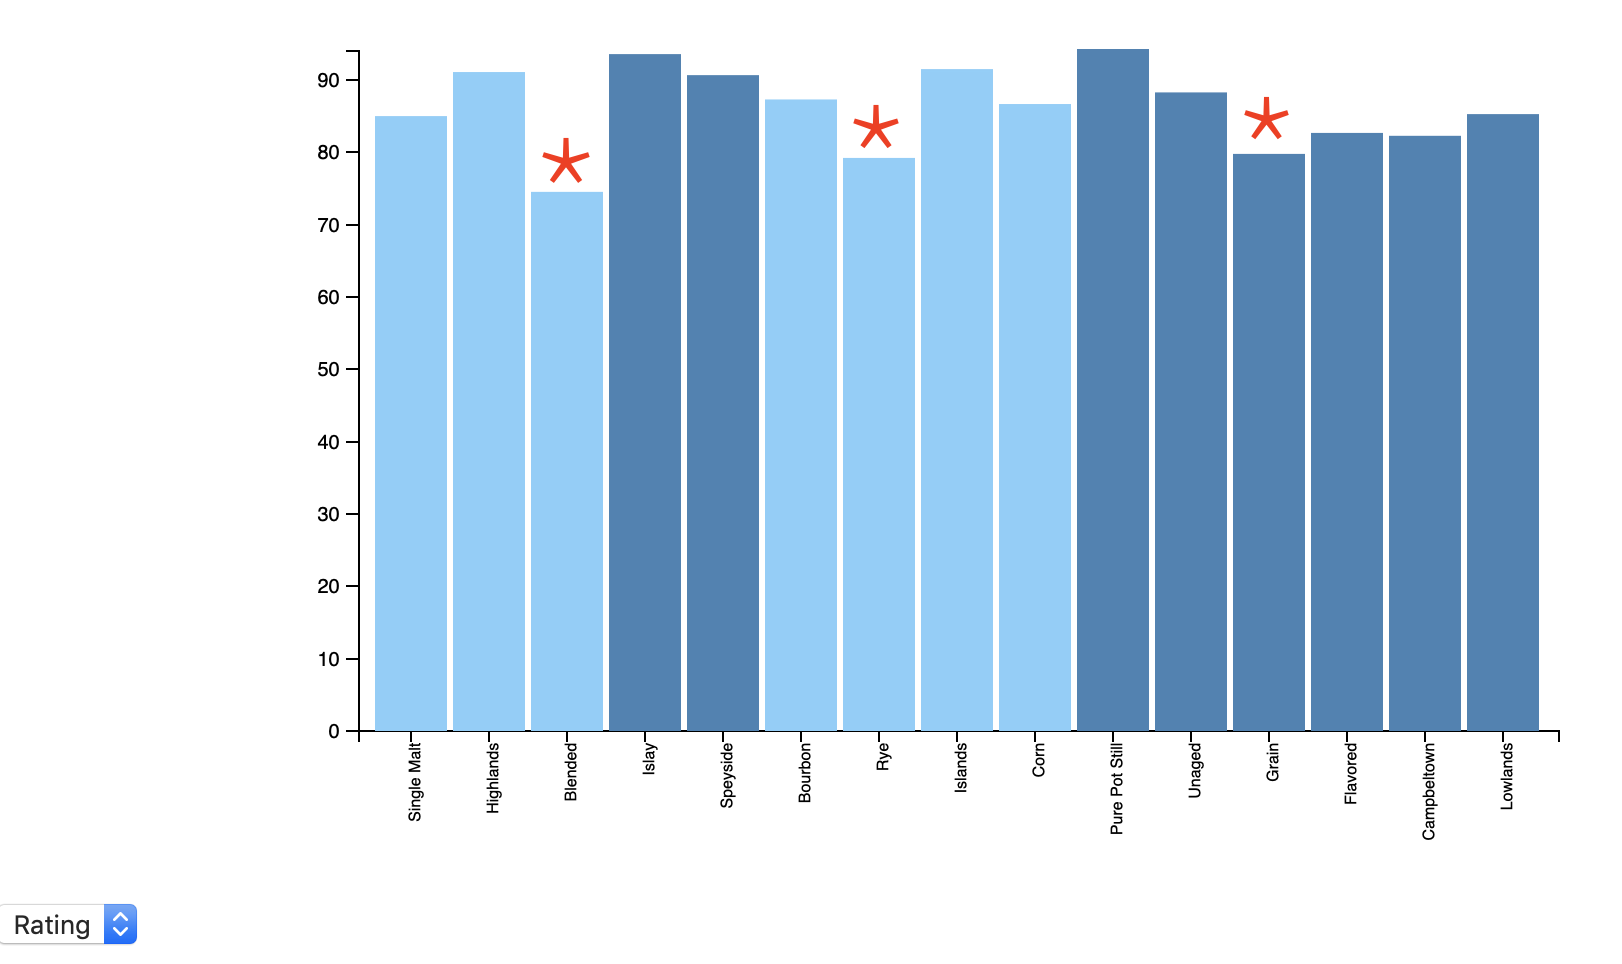 90
80
70
60
50
40
30
20
10
0
Single Malt
Highlands
Blended
Islay
Speyside
Bourbon
Rye
Islands
Corn
Pure Pot Still
Unaged
Grain
Flavored
Campbeltown
Lowlands
Rating